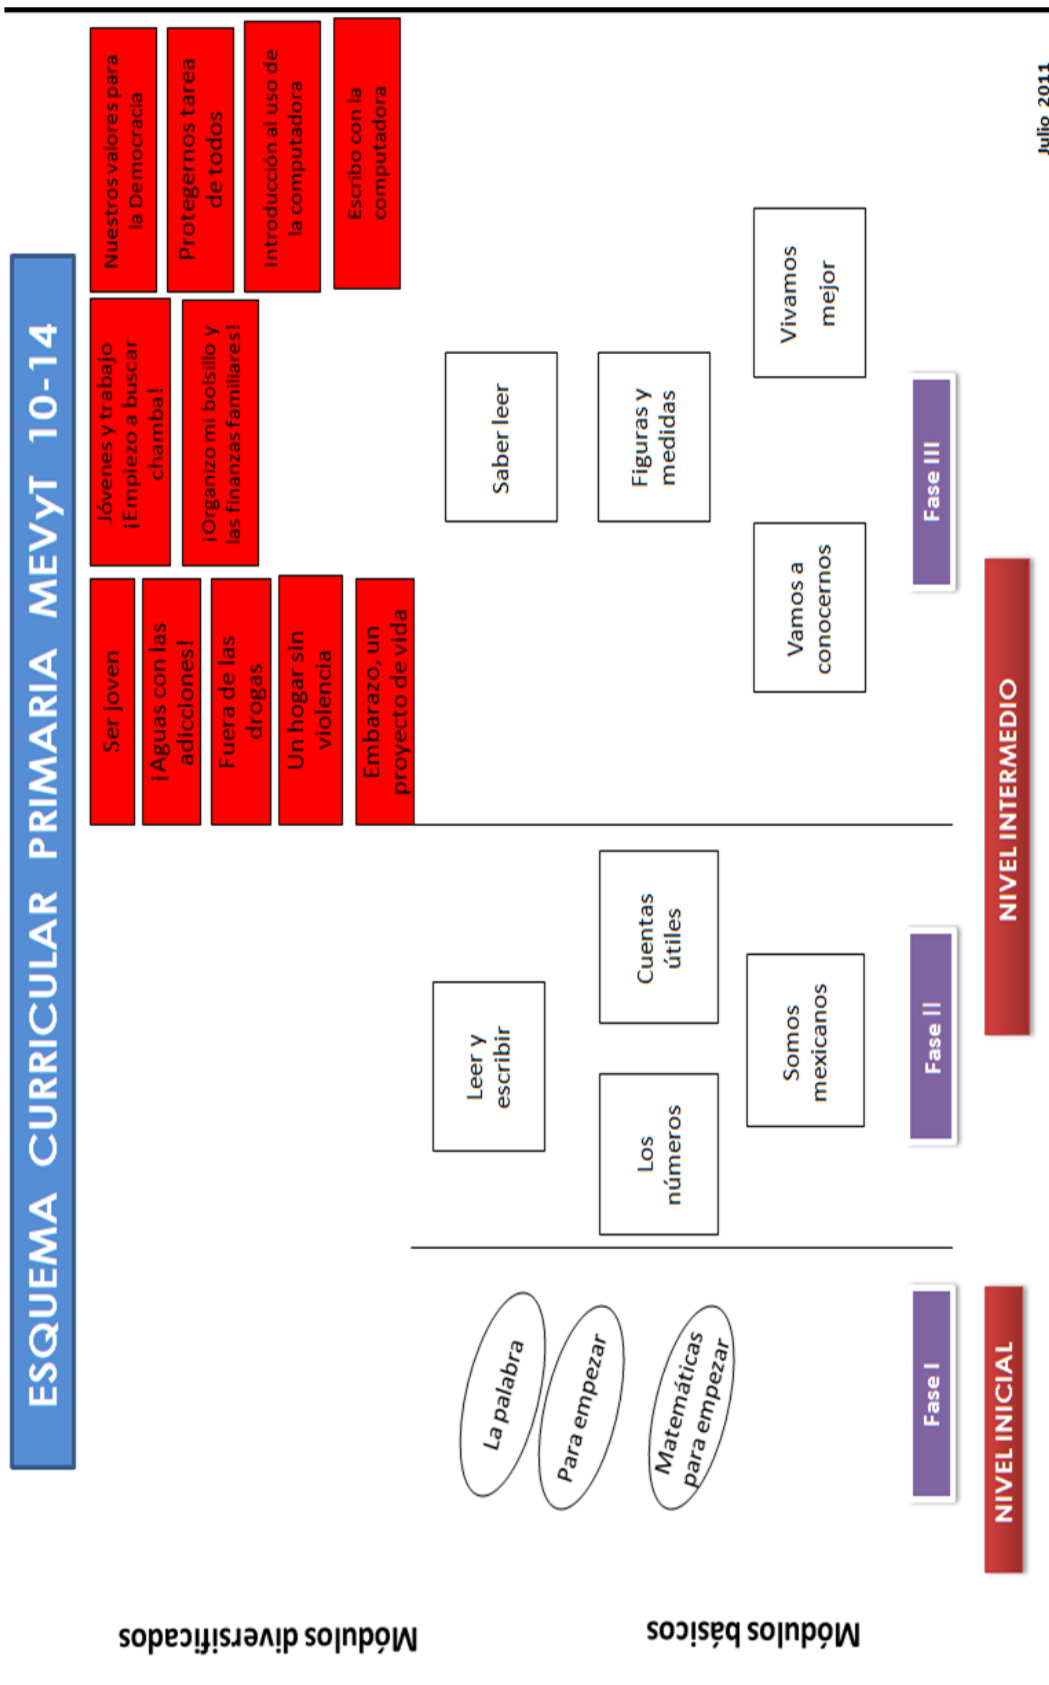 ESQUEMA CURRICULAR PRIMARIA MEVyT 10-14
Módulos diversificados
Ser joven
¡Aguas con las
adicciones!
Fuera de las
drogas
Un hogar sin
violencia
Embarazo, un
proyecto de vida
Jóvenes y trabajo
¡Empiezo a buscar
chamba!
¡Organizo mi bolsillo y
las finanzas familiares!
Nuestros valores para
la Democracia
Protegernos tarea
de todos
Introducción al uso de
la computadora
Escribo con la
computadora
Módulos básicos
La palabra
Para empezar
Matemáticas
para empezar
Leer y
escribir
Los
números
Cuentas
útiles
Somos
mexicanos
Saber leer
Figuras y
medidas
Vamos a
conocernos
Vivamos
mejor
Fase I
Fase II
Fase III
NIVEL INICIAL
NIVEL INTERMEDIO
Julio 2011